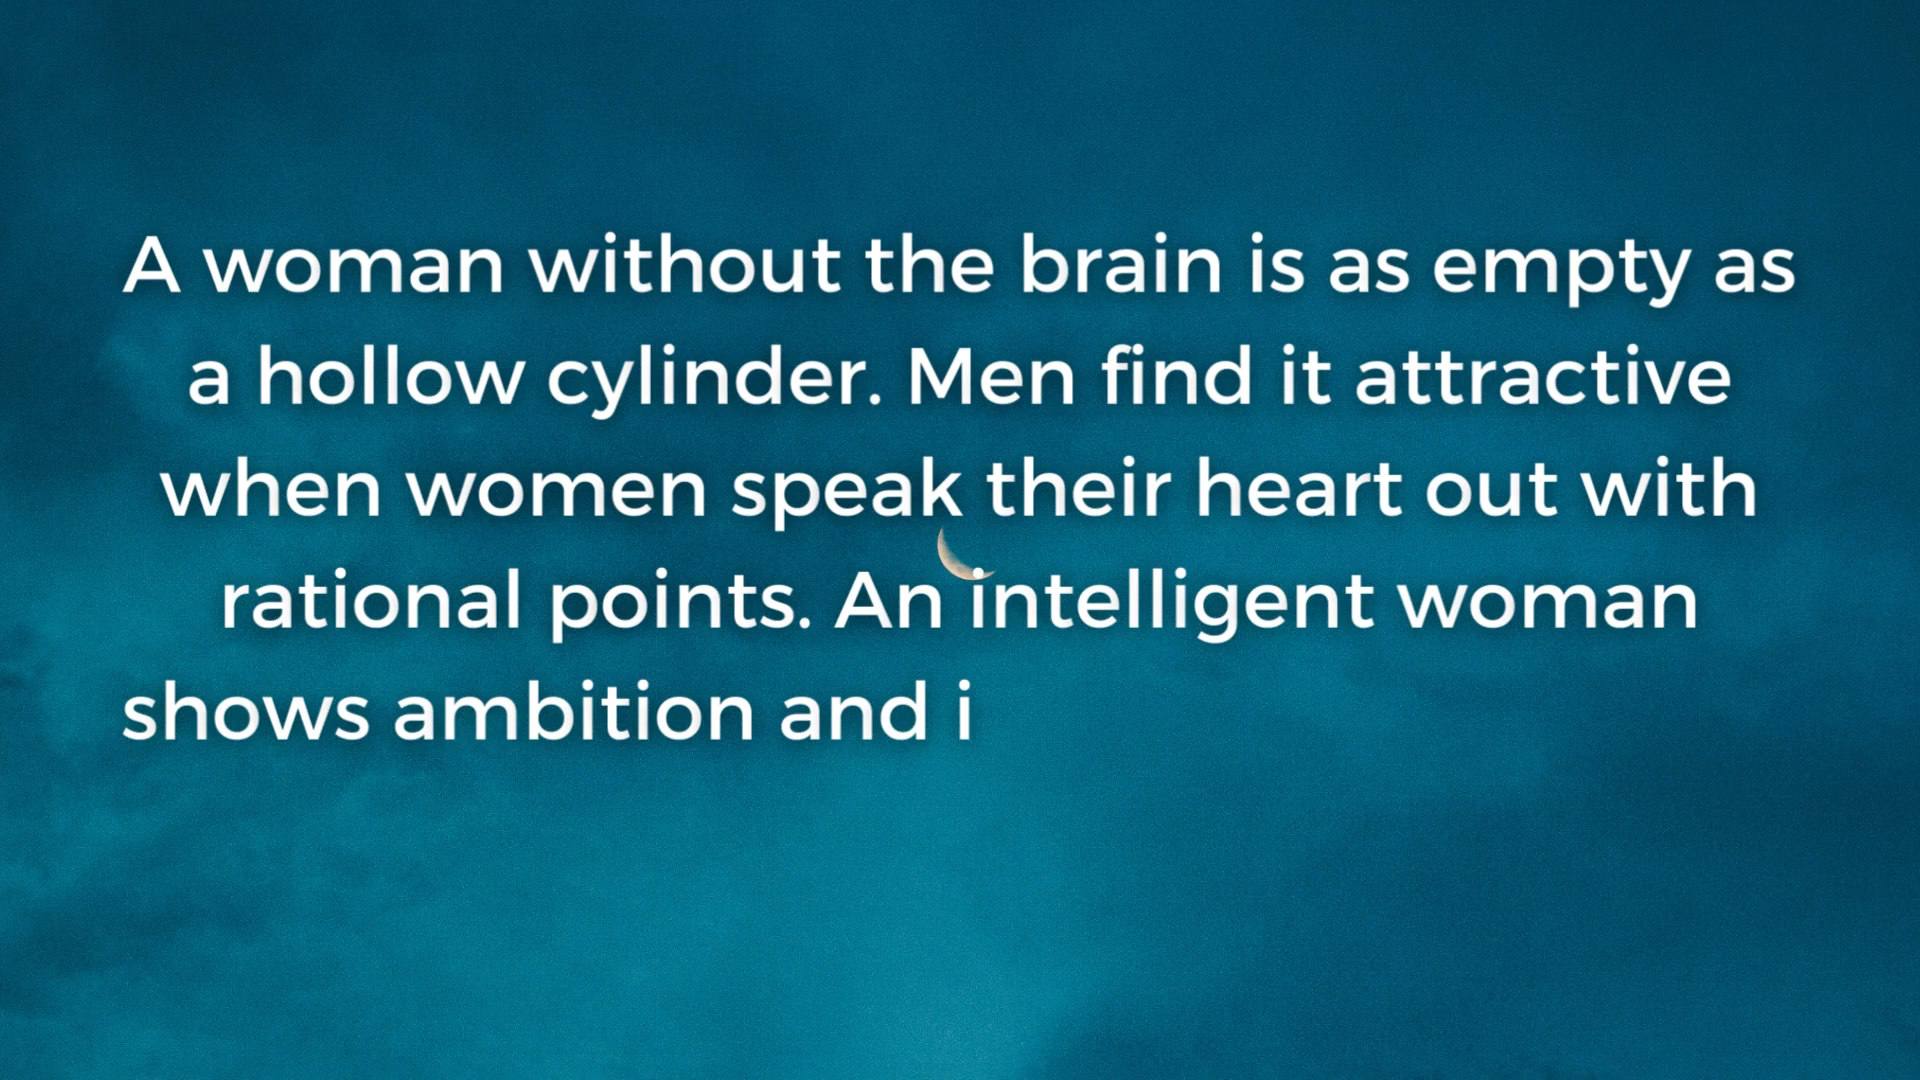 A woman without the brain is as empty as
a hollow cylinder. Men find it attractive
when women speak their heart out with
rational points. An intelligent woman
shows ambition and i